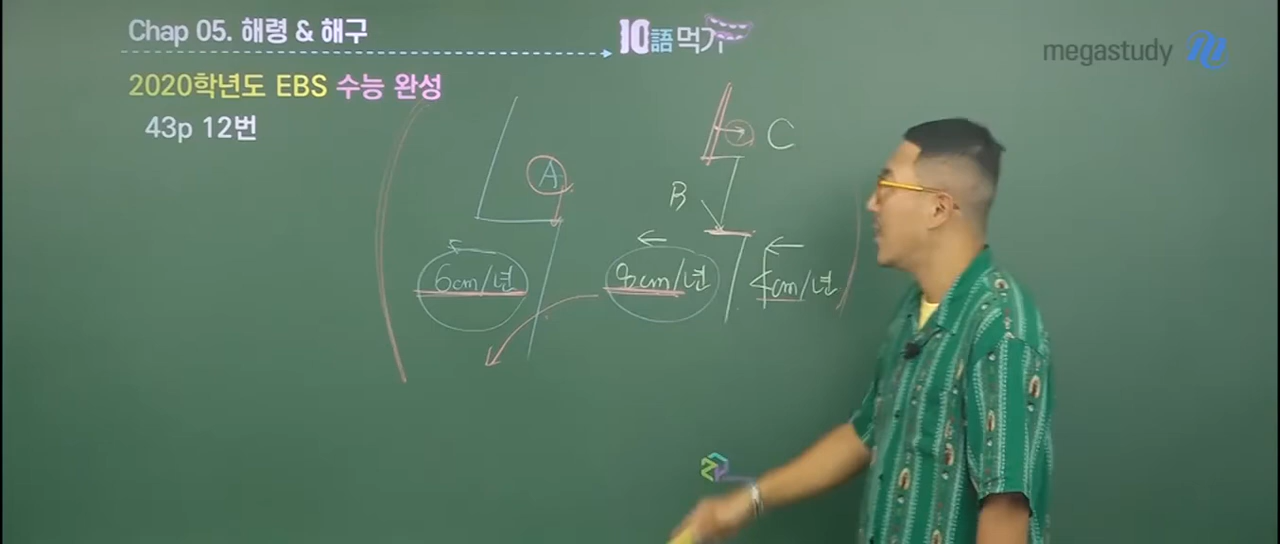 Chap 05. 해령 & 해구
10語먹기
megastudy
2020학년도 EBS 수능 완성
43p 12번
A
C
B
6cm/년
8cm/년
4cm/년